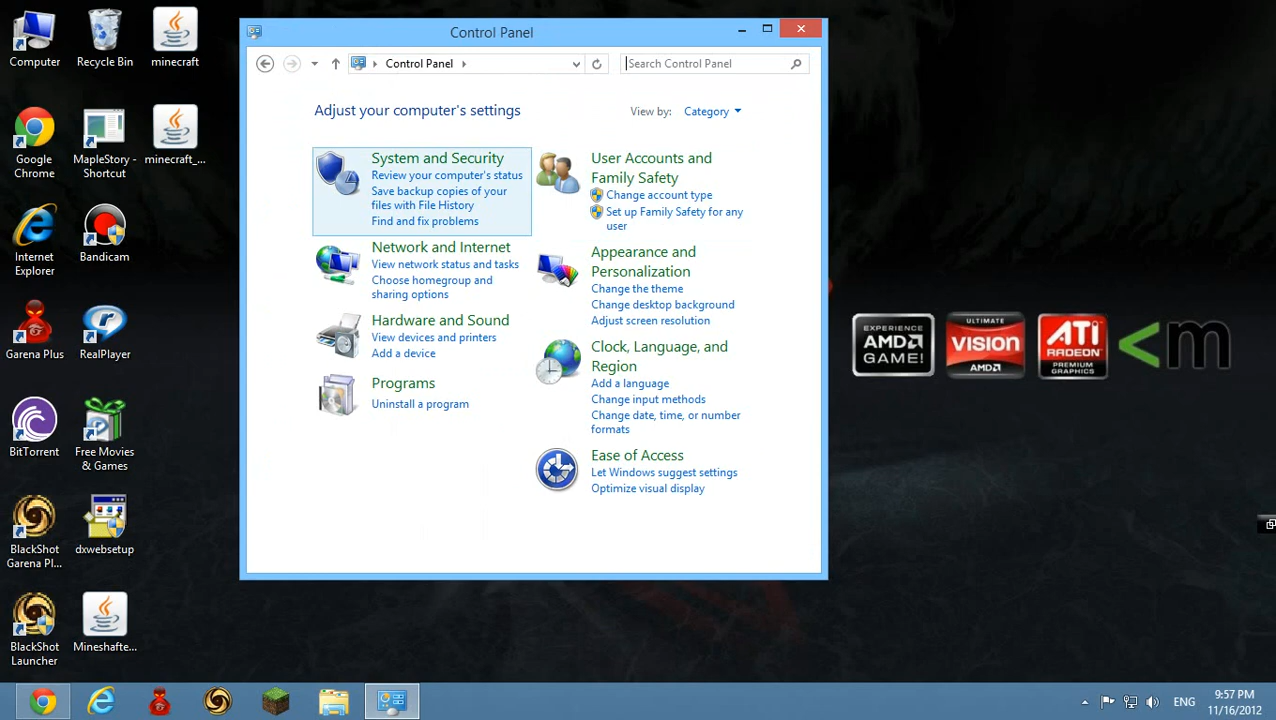 Computer
Recycle Bin
minecraft
Google
Chrome
MapleStory -
Shortcut
minecraft_...
Internet
Explorer
Bandicam
Garena Plus
RealPlayer
BitTorrent
Free Movies
& Games
BlackShot
Garena Pl...
dxwebsetup
BlackShot
Launcher
Mineshafte...
Control Panel
Control Panel
Search Control Panel
Adjust your computer's settings
View by:
Category
System and Security
Review your computer's status
Save backup copies of your
files with File History
Find and fix problems
Network and Internet
View network status and tasks
Choose homegroup and
sharing options
Hardware and Sound
View devices and printers
Add a device
Programs
Uninstall a program
User Accounts and
Family Safety
Change account type
Set up Family Safety for any
user
Appearance and
Personalization
Change the theme
Change desktop background
Adjust screen resolution
Clock, Language, and
Region
Add a language
Change input methods
Change date, time, or number
formats
Ease of Access
Let Windows suggest settings
Optimize visual display
EXPERIENCE
AMD
GAME!
ULTIMATE
VISION
AMD
ATI
RADEON
PREMIUM
GRAPHICS
<m
ENG
9:57 PM
11/16/2012